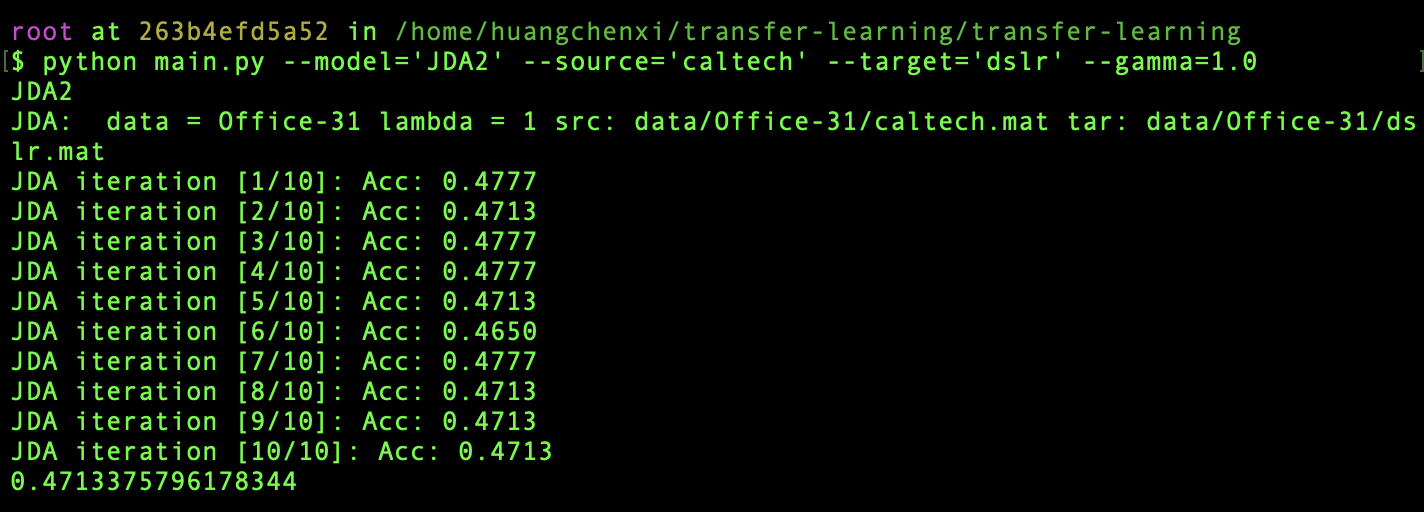 root at 263b4efd5a52 in /home/huangchenxi/transfer-learning/transfer-learning
[$ python main.py --model='JDA2' --source='caltech' --target='dslr' --gamma=1.0 ]
JDA2
JDA:  data = Office-31 lambda = 1 src: data/Office-31/caltech.mat tar: data/Office-31/ds
lr.mat
JDA iteration [1/10]: Acc: 0.4777
JDA iteration [2/10]: Acc: 0.4713
JDA iteration [3/10]: Acc: 0.4777
JDA iteration [4/10]: Acc: 0.4777
JDA iteration [5/10]: Acc: 0.4713
JDA iteration [6/10]: Acc: 0.4650
JDA iteration [7/10]: Acc: 0.4777
JDA iteration [8/10]: Acc: 0.4713
JDA iteration [9/10]: Acc: 0.4713
JDA iteration [10/10]: Acc: 0.4713
0.4713375796178344